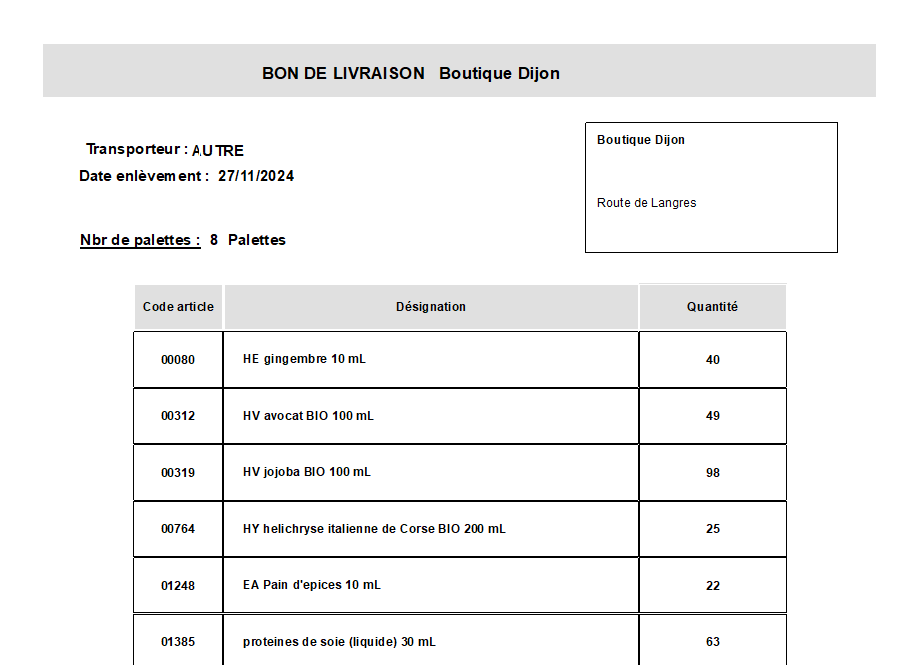 BON DE LIVRAISON Boutique Dijon
Transporteur : AUTRE
Date enlèvement : 27/11/2024
Boutique Dijon
Route de Langres
Nbr de palettes : 8 Palettes
Code article Désignation Quantité
00080 HE gingembre 10 mL 40
00312 HV avocat BIO 100 mL 49
00319 HV jojoba BIO 100 mL 98
00764 HY helichryse italienne de Corse BIO 200 mL 25
01248 EA Pain d'epices 10 mL 22
01385 proteines de soie (liquide) 30 mL 63